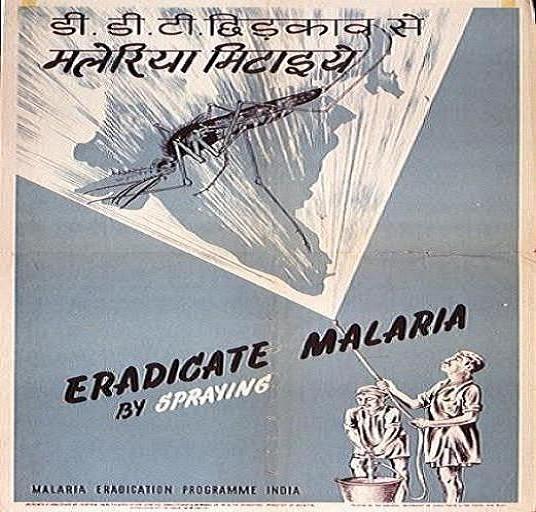 डी. डी. टी. छिड़काव से
मलेरिया मिटाइये
ERADICATE MALARIA
BY SPRAYING
MALARIA ERADICATION PROGRAMME INDIA